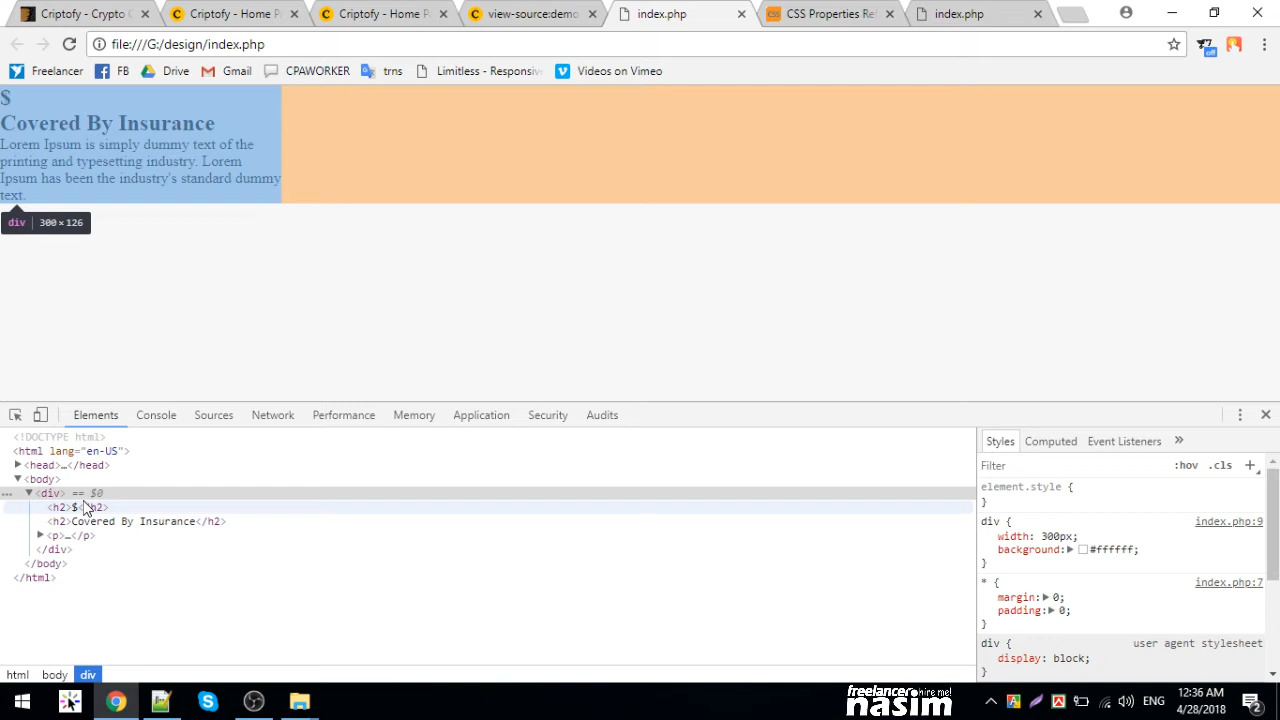 Criptofy - Crypto C
Criptofy - Home P
Criptofy - Home P
view-source:demo
index.php
CSS Properties Re
index.php
file:///G:/design/index.php
off
Freelancer
FB
Drive
Gmail
CPAWORKER
trns
Limitless - Responsiv
Videos on Vimeo
$
Covered By Insurance
Lorem Ipsum is simply dummy text of the
printing and typesetting industry. Lorem
Ipsum has been the industry's standard dummy
text.
div | 300 × 126
Elements Console Sources Network Performance Memory Application Security Audits
<!DOCTYPE html>
<html lang="en-US">
<head>…</head>
<body>
<div> == $0
<h2>$</h2>
<h2>Covered By Insurance</h2>
<p>…</p>
</div>
</body>
</html>
html body div
Styles Computed Event Listeners »
Filter :hov .cls +
element.style {
}
div { index.php:9
width: 300px;
background: #ffffff;
}
* { index.php:7
margin: 0;
padding: 0;
}
div { user agent stylesheet
display: block;
freelancer hire me!
nasim
ENG
12:36 AM
4/28/2018
2